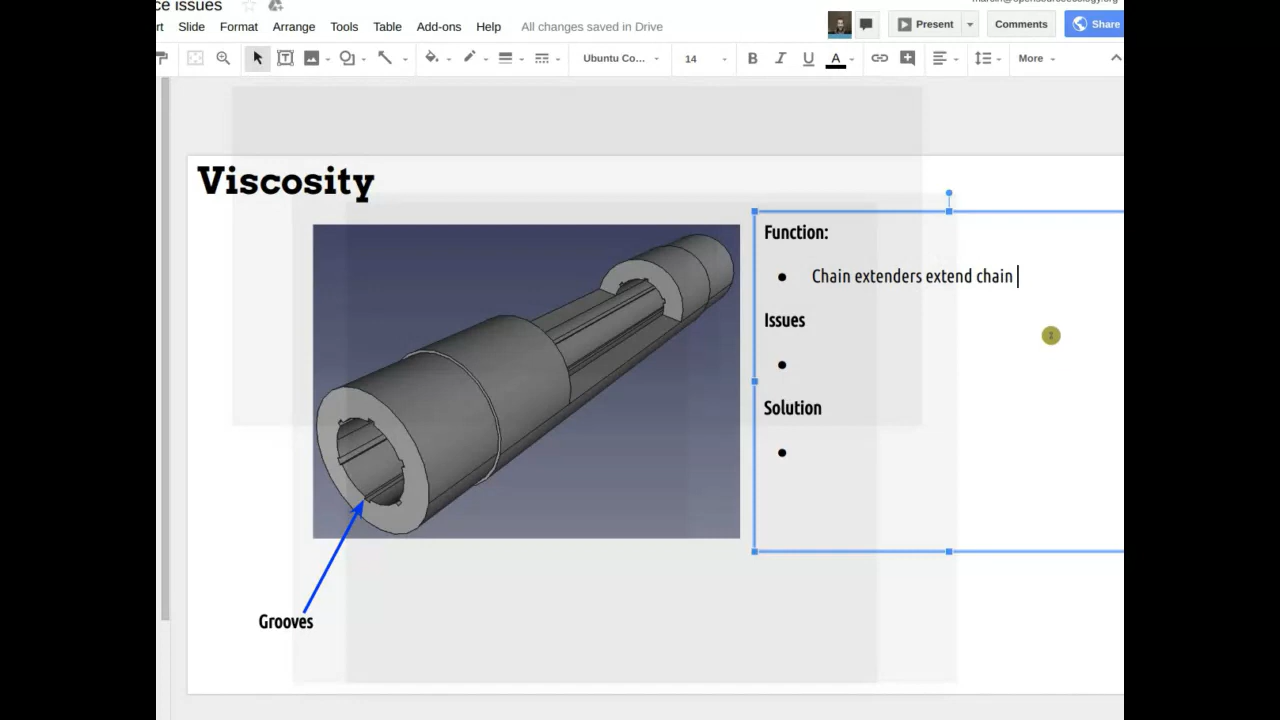 ce issues
rt Slide Format Arrange Tools Table Add-ons Help All changes saved in Drive Present Comments Share
Ubuntu Co... 14 B I U A More
Viscosity
Function:
● Chain extenders extend chain
Issues
●
Solution
●
Grooves